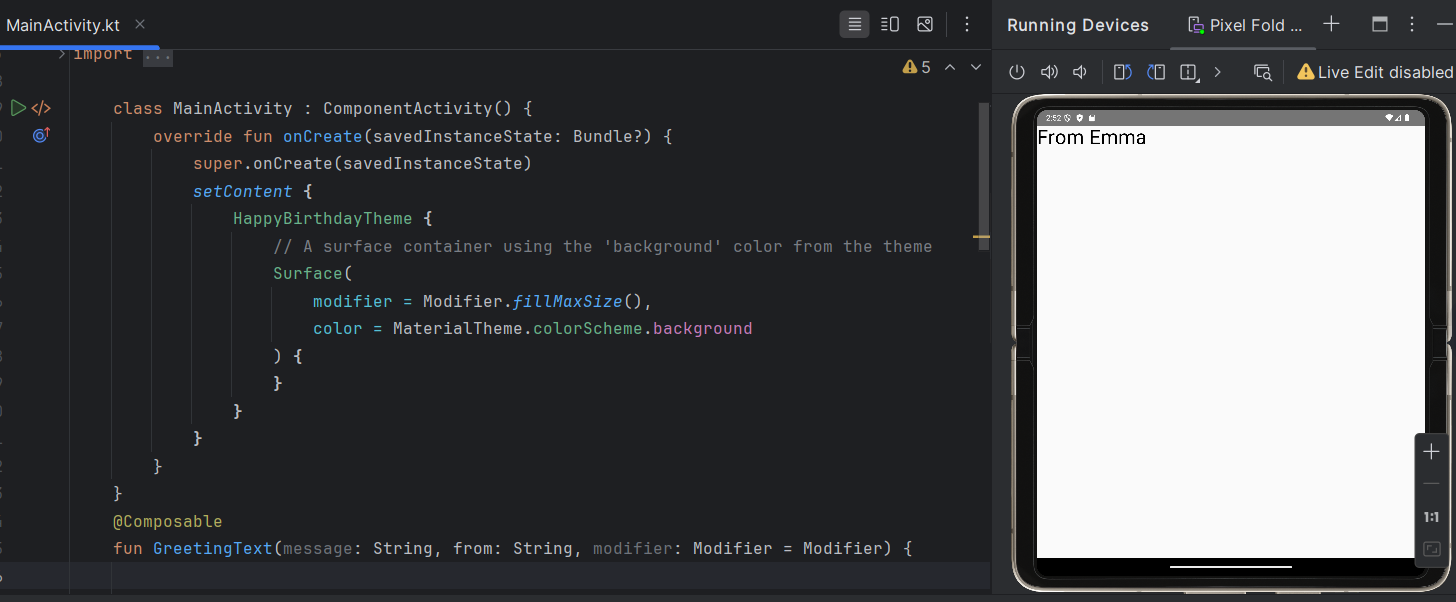 MainActivity.kt
Running Devices
Pixel Fold ...
import ...
5
Live Edit disabled
class MainActivity : ComponentActivity() {
override fun onCreate(savedInstanceState: Bundle?) {
super.onCreate(savedInstanceState)
setContent {
HappyBirthdayTheme {
// A surface container using the 'background' color from the theme
Surface(
modifier = Modifier.fillMaxSize(),
color = MaterialTheme.colorScheme.background
) {
}
}
}
}
}
@Composable
fun GreetingText(message: String, from: String, modifier: Modifier = Modifier) {
2:52
From Emma
1:1